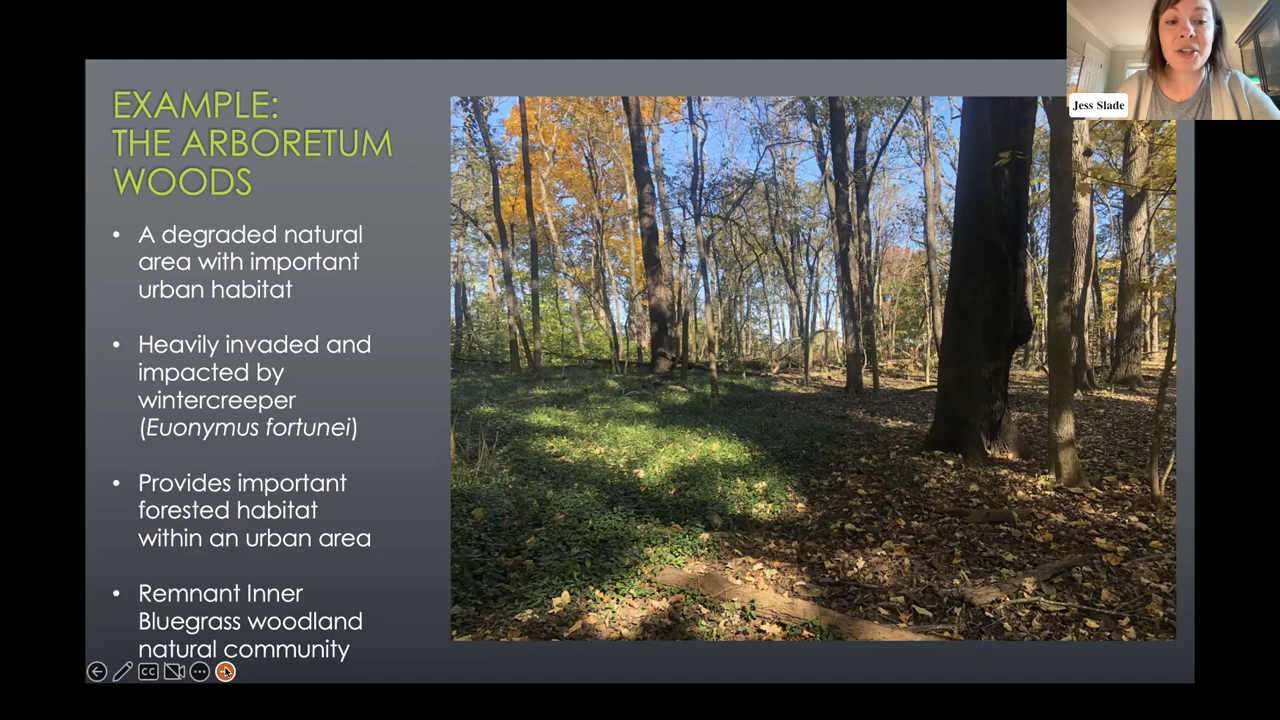 Jess Slade
EXAMPLE:
THE ARBORETUM
WOODS
• A degraded natural
area with important
urban habitat
• Heavily invaded and
impacted by
wintercreeper
(Euonymus fortunei)
• Provides important
forested habitat
within an urban area
• Remnant Inner
Bluegrass woodland
natural community
CC